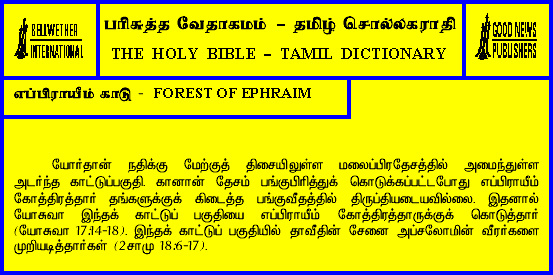 BELLWETHER
INTERNATIONAL
பரிசுத்த வேதாகமம் - தமிழ் சொல்லகராதி
THE HOLY BIBLE - TAMIL DICTIONARY
GOOD NEWS
PUBLISHERS
எப்பிராயீம் காடு - FOREST OF EPHRAIM
யோர்தான் நதிக்கு மேற்குத் திசையிலுள்ள மலைப்பிரதேசத்தில் அமைந்துள்ள
அடர்ந்த காட்டுப்பகுதி. கானான் தேசம் பங்குபிரித்துக் கொடுக்கப்பட்டபோது எப்பிராயீம்
கோத்திரத்தார் தங்களுக்குக் கிடைத்த பங்குவீதத்தில் திருப்தியடையவில்லை. இதனால்
யோசுவா இந்தக் காட்டுப் பகுதியை எப்பிராயீம் கோத்திரத்தாருக்குக் கொடுத்தார்
(யோசுவா 17:14-18). இந்தக் காட்டுப் பகுதியில் தாவீதின் சேனை அப்சலோமின் வீரர்களை
முறியடித்தார்கள் (2சாமு 18:6-17).